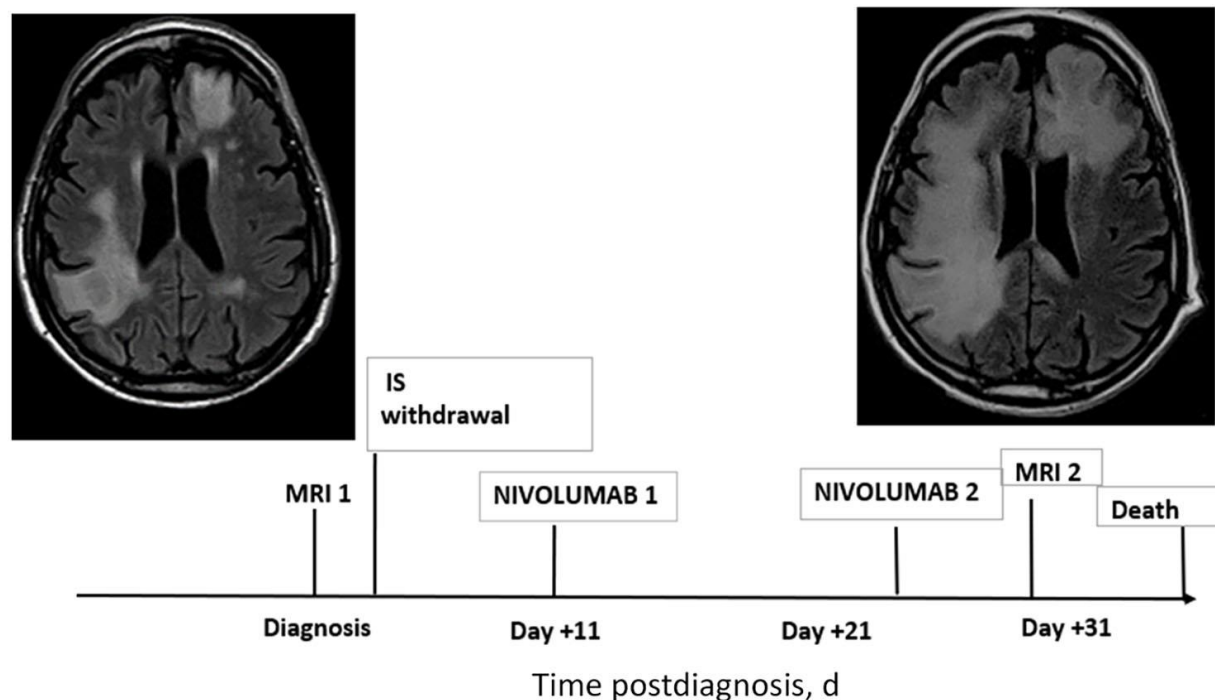 IS
withdrawal
MRI 1
NIVOLUMAB 1
NIVOLUMAB 2
MRI 2
Death
Diagnosis
Day +11
Day +21
Day +31
Time postdiagnosis, d